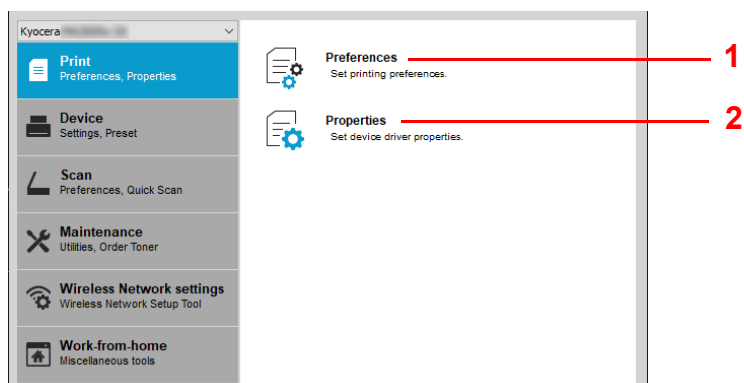 Kyocera
Print
Preferences, Properties
Device
Settings, Preset
Scan
Preferences, Quick Scan
Maintenance
Utilities, Order Toner
Wireless Network settings
Wireless Network Setup Tool
Work-from-home
Miscellaneous tools
Preferences
Set printing preferences.
1
Properties
Set device driver properties.
2